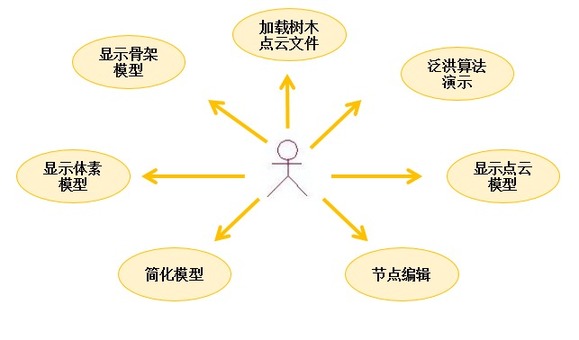 加载树木
点云文件
显示骨架
模型
泛洪算法
演示
显示体素
模型
显示点云
模型
简化模型
节点编辑